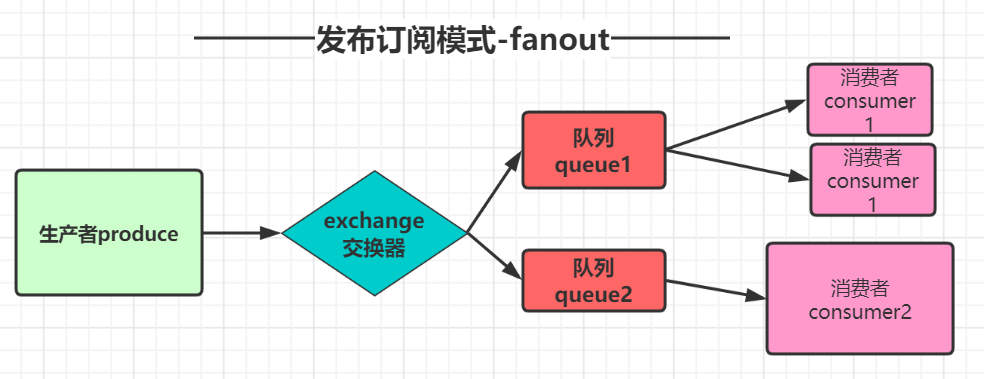 发布订阅模式-fanout
生产者produce
exchange
交换器
队列
queue1
队列
queue2
消费者
consumer
1
消费者
consumer
1
消费者
consumer2